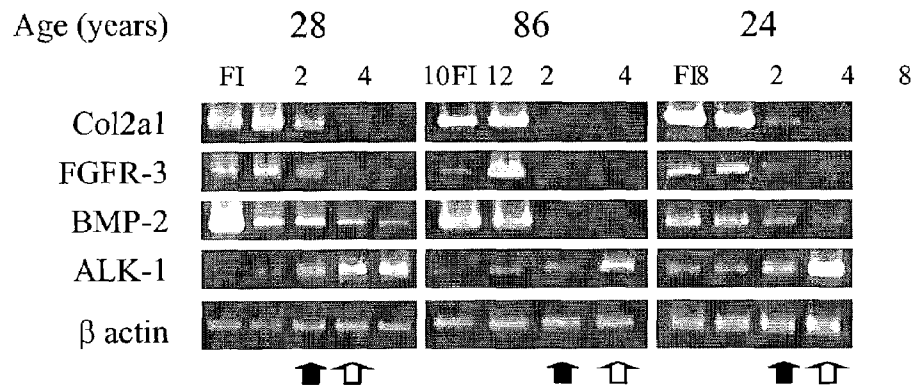 Age (years) 28 86 24
FI 2 4 10FI 12 2 4 FI8 2 4 8
Col2a1
FGFR-3
BMP-2
ALK-1
β actin